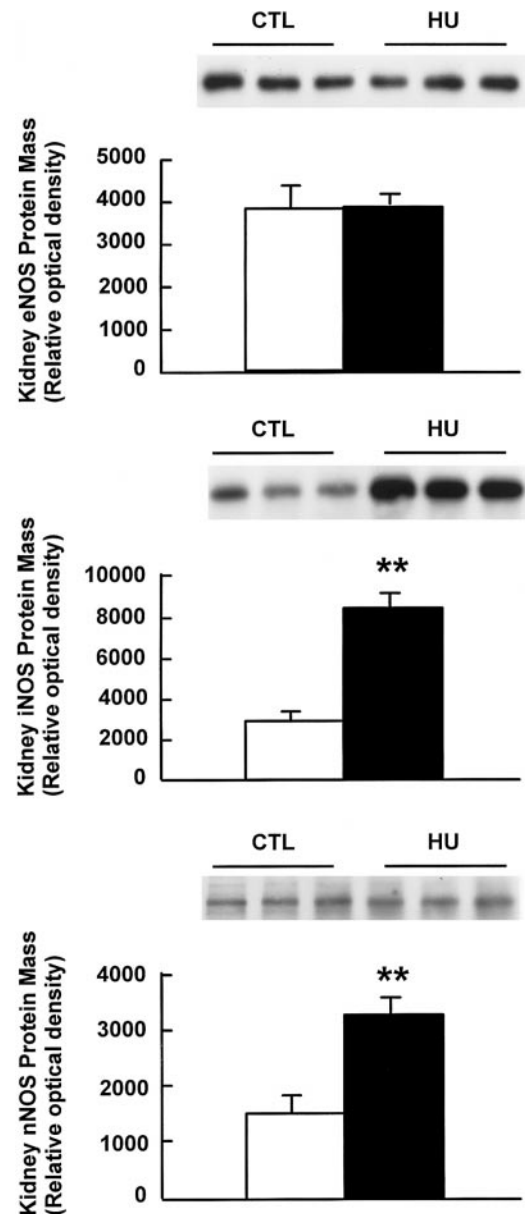 CTL HU
Kidney eNOS Protein Mass
(Relative optical density)
5000
4000
3000
2000
1000
0
CTL HU
Kidney iNOS Protein Mass
(Relative optical density)
10000
8000
6000
4000
2000
0
**
CTL HU
Kidney nNOS Protein Mass
(Relative optical density)
4000
3000
2000
1000
0
**